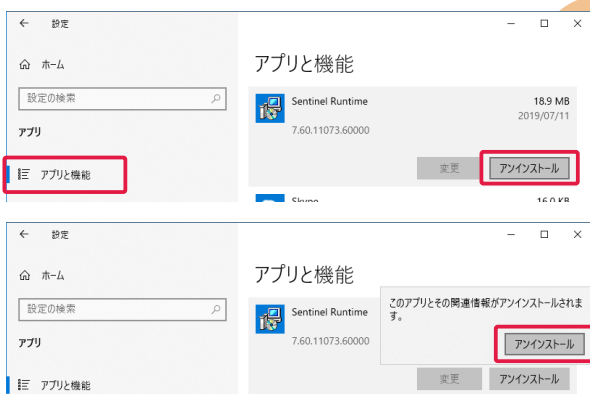 ← 設定
ホーム
設定の検索
アプリ
アプリと機能
アプリと機能
Sentinel Runtime 18.9 MB
2019/07/11
7.60.11073.60000
変更 アンインストール
Skype 16.0 KB
← 設定
ホーム
設定の検索
アプリ
アプリと機能
アプリと機能
Sentinel Runtime
7.60.11073.60000
このアプリとその関連情報がアンインストールされま
す。
アンインストール
変更 アンインストール